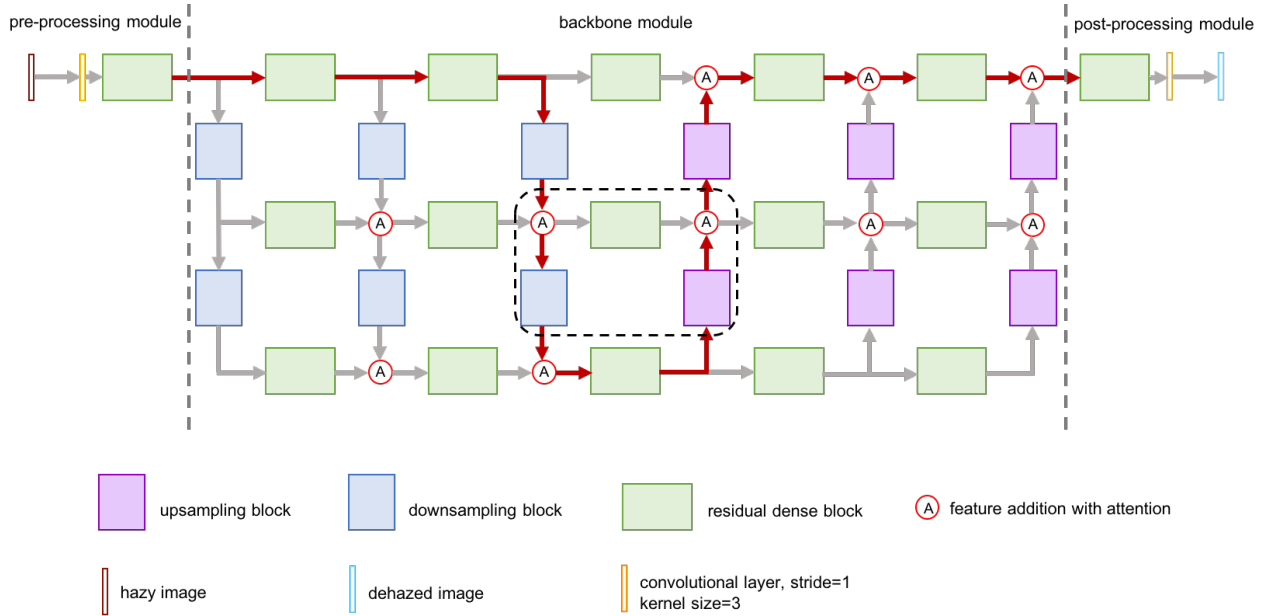 pre-processing module
backbone module
post-processing module
A
A
A
A
A
A
A
A
A
A
upsampling block
downsampling block
residual dense block
A
feature addition with attention
hazy image
dehazed image
convolutional layer, stride=1
kernel size=3